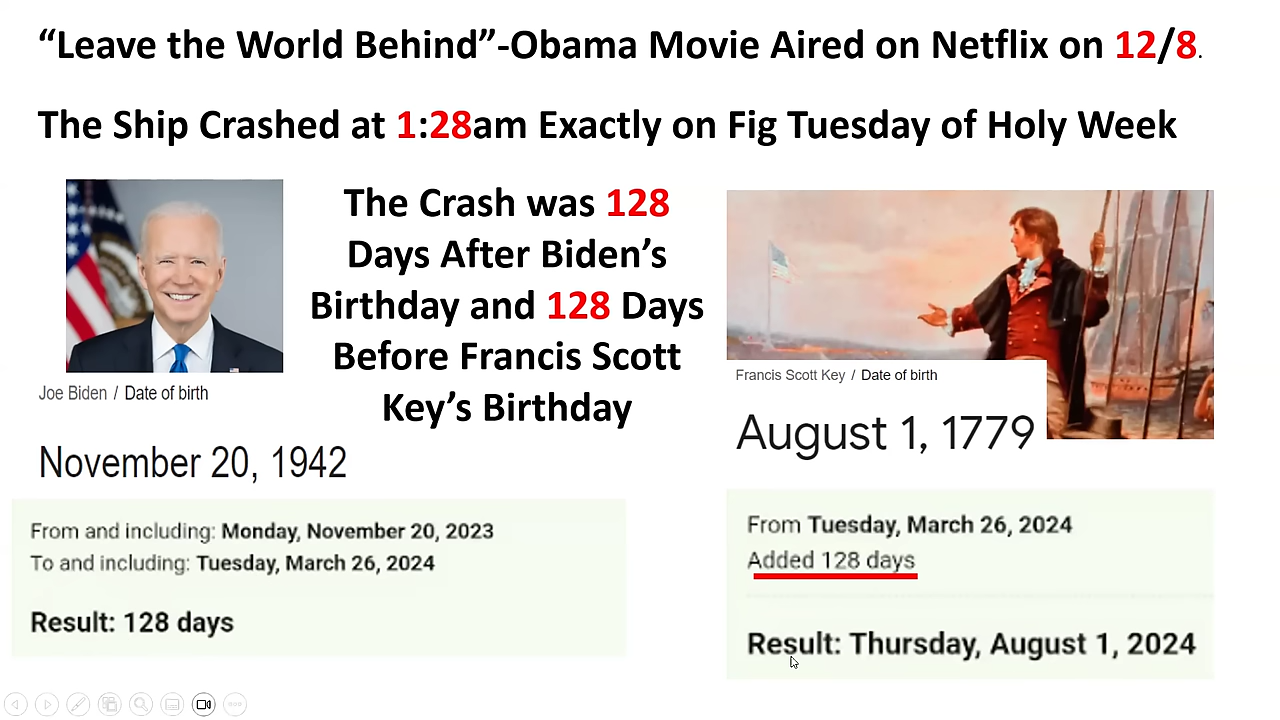 “Leave the World Behind”-Obama Movie Aired on Netflix on 12/8.
The Ship Crashed at 1:28am Exactly on Fig Tuesday of Holy Week
The Crash was 128
Days After Biden’s
Birthday and 128 Days
Before Francis Scott
Key’s Birthday
Joe Biden / Date of birth
November 20, 1942
From and including: Monday, November 20, 2023
To and including: Tuesday, March 26, 2024
Result: 128 days
Francis Scott Key / Date of birth
August 1, 1779
From Tuesday, March 26, 2024
Added 128 days
Result: Thursday, August 1, 2024